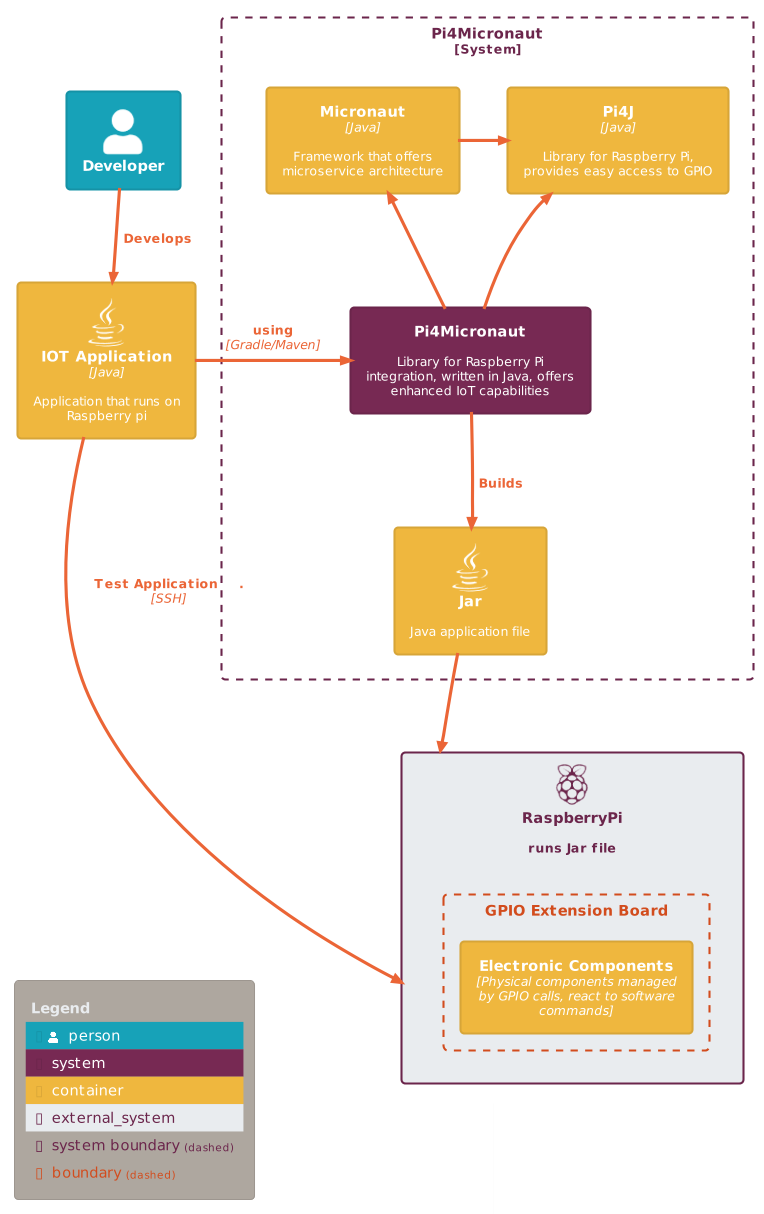 Pi4Micronaut
[System]
Developer
Micronaut
[Java]
Framework that offers
microservice architecture
Pi4J
[Java]
Library for Raspberry Pi,
provides easy access to GPIO
Develops
IOT Application
[Java]
Application that runs on
Raspberry pi
using
[Gradle/Maven]
Pi4Micronaut
Library for Raspberry Pi
integration, written in Java, offers
enhanced IoT capabilities
Builds
Test Application .
[SSH]
Jar
Java application file
RaspberryPi
runs Jar file
GPIO Extension Board
Electronic Components
[Physical components managed
by GPIO calls, react to software
commands]
Legend
person
system
container
external_system
system boundary (dashed)
boundary (dashed)